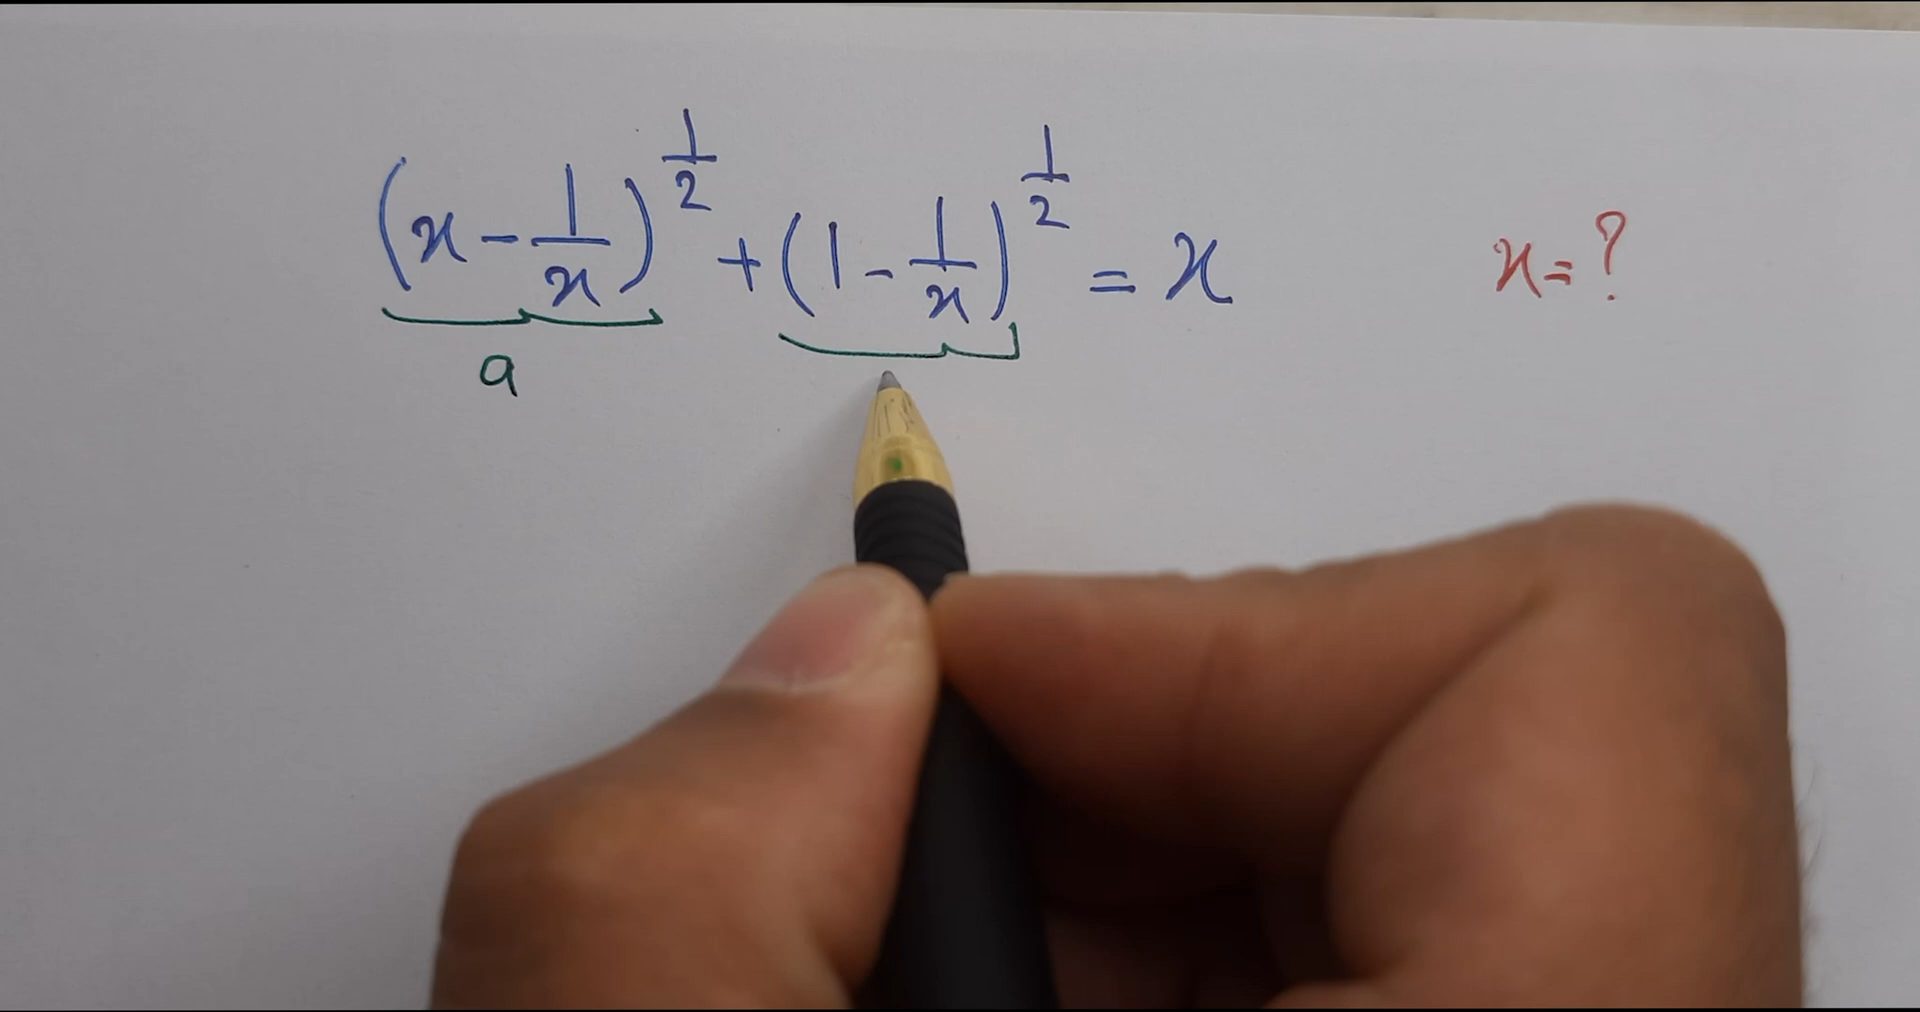 (x - 1/x)^(1/2) + (1 - 1/x)^(1/2) = x
x = ?
a